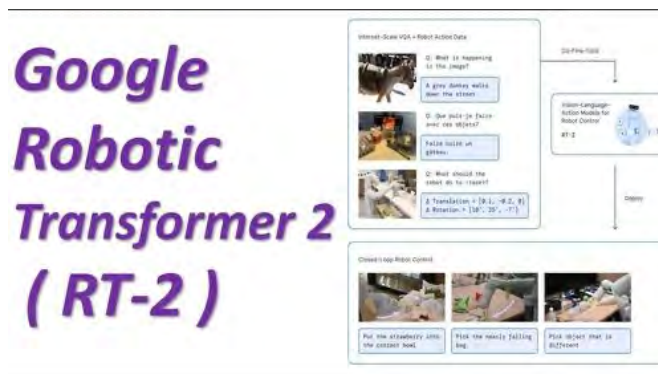 Google
Robotic
Transformer 2
( RT-2 )
Internet-Scale VQA + Robot Action Data
Q: What is happening
in the image?
A grey donkey walks
down the street.
Q: Que puis-je faire
avec ces objets?
Faire cuire un
gâteau.
Q: What should the
robot do to <task>?
Δ Translation = [0.1, -0.2, 0]
Δ Rotation = [10°, 25°, -7°]
Co-Fine-Tune
Vision-Language-
Action Models for
Robot Control
RT-2
Deploy
Closed-Loop Robot Control
Put the strawberry into
the correct bowl
Pick the nearly falling
bag
Pick object that is
different